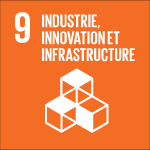 9 INDUSTRIE,
INNOVATION ET
INFRASTRUCTURE